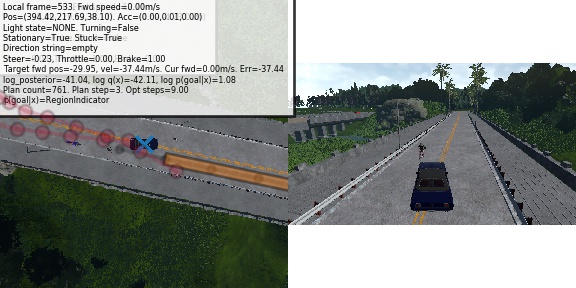 Local frame=533. Fwd speed=0.00m/s
Pos=(394.42,217.69,38.10). Acc=(0.00,0.01,0.00)
Light state=NONE. Turning=False
Stationary=True. Stuck=True
Direction string=empty
Steer=-0.23, Throttle=0.00, Brake=1.00
Target fwd pos=-29.95, vel=-37.44m/s. Cur fwd=0.00m/s. Err=-37.44
log_posterior=-41.04, log q(x)=-42.11, log p(goal|x)=1.08
Plan count=761. Plan step=3. Opt steps=9.00
p(goal|x)=RegionIndicator